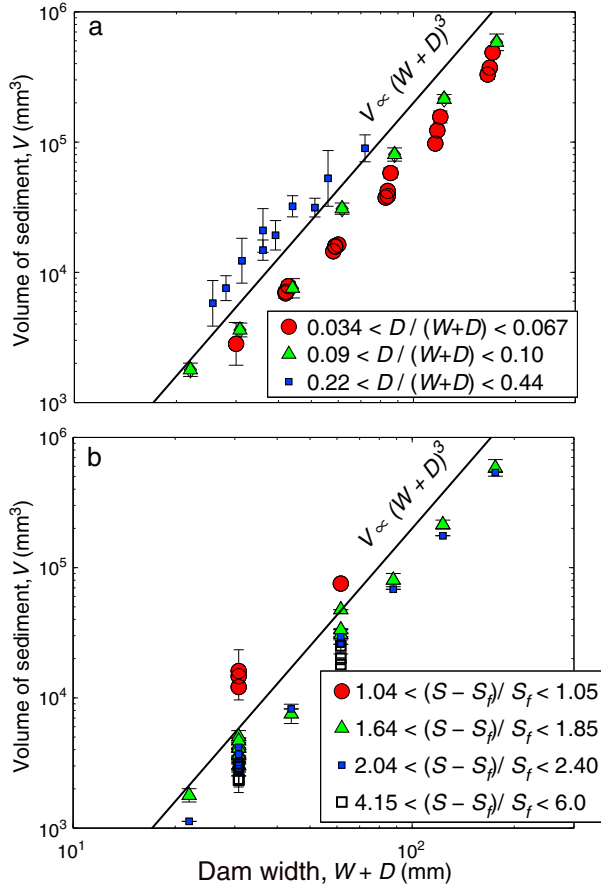 a
10^6
10^5
10^4
10^3
Volume of sediment, V (mm^3)
V ∝ (W + D)^3
0.034 < D / (W+D) < 0.067
0.09 < D / (W+D) < 0.10
0.22 < D / (W+D) < 0.44
b
10^6
10^5
10^4
10^3
Volume of sediment, V (mm^3)
V ∝ (W + D)^3
1.04 < (S − S_f)/ S_f < 1.05
1.64 < (S − S_f)/ S_f < 1.85
2.04 < (S − S_f)/ S_f < 2.40
4.15 < (S − S_f)/ S_f < 6.0
10^1
10^2
Dam width, W + D (mm)